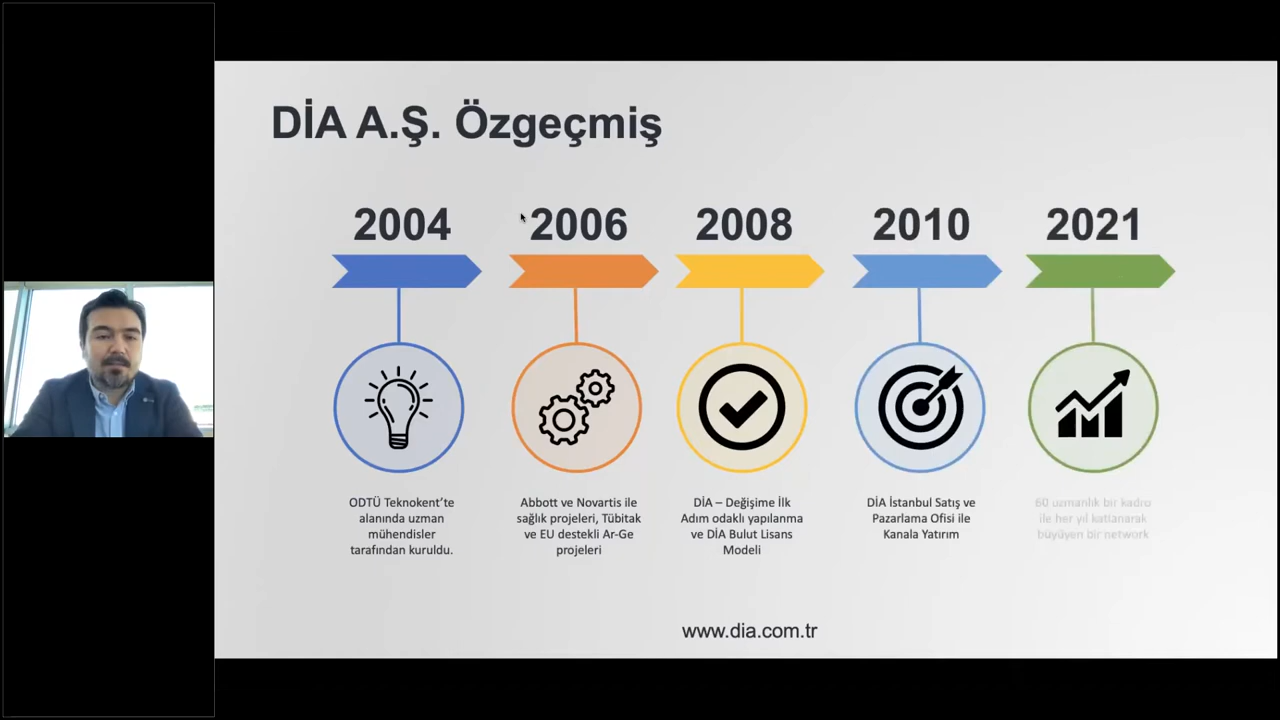 DİA A.Ş. Özgeçmiş
2004
2006
2008
2010
2021
ODTÜ Teknokent'te
alanında uzman
mühendisler
tarafından kuruldu.
Abbott ve Novartis ile
sağlık projeleri, Tübitak
ve EU destekli Ar-Ge
projeleri
DİA – Değişime İlk
Adım odaklı yapılanma
ve DİA Bulut Lisans
Modeli
DİA İstanbul Satış ve
Pazarlama Ofisi ile
Kanala Yatırım
60 uzmanlık bir kadro
ile her yıl katlanarak
büyüyen bir network
www.dia.com.tr